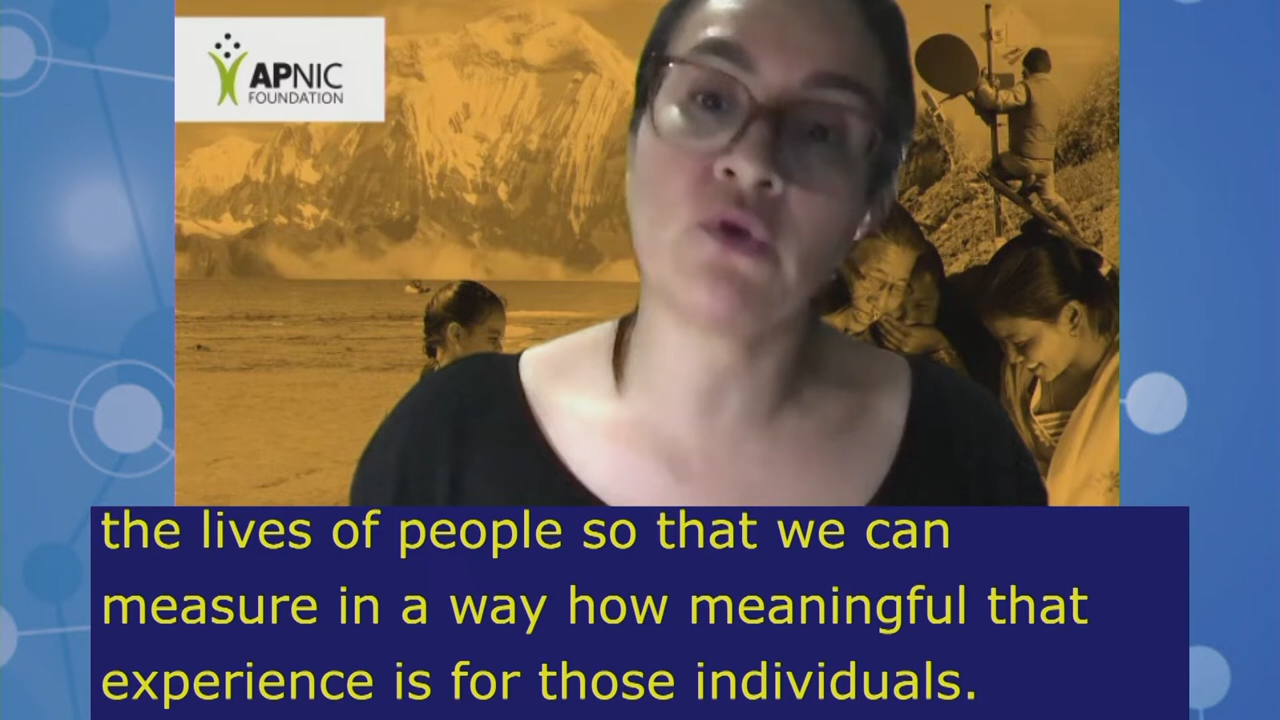 APNIC
FOUNDATION
the lives of people so that we can
measure in a way how meaningful that
experience is for those individuals.